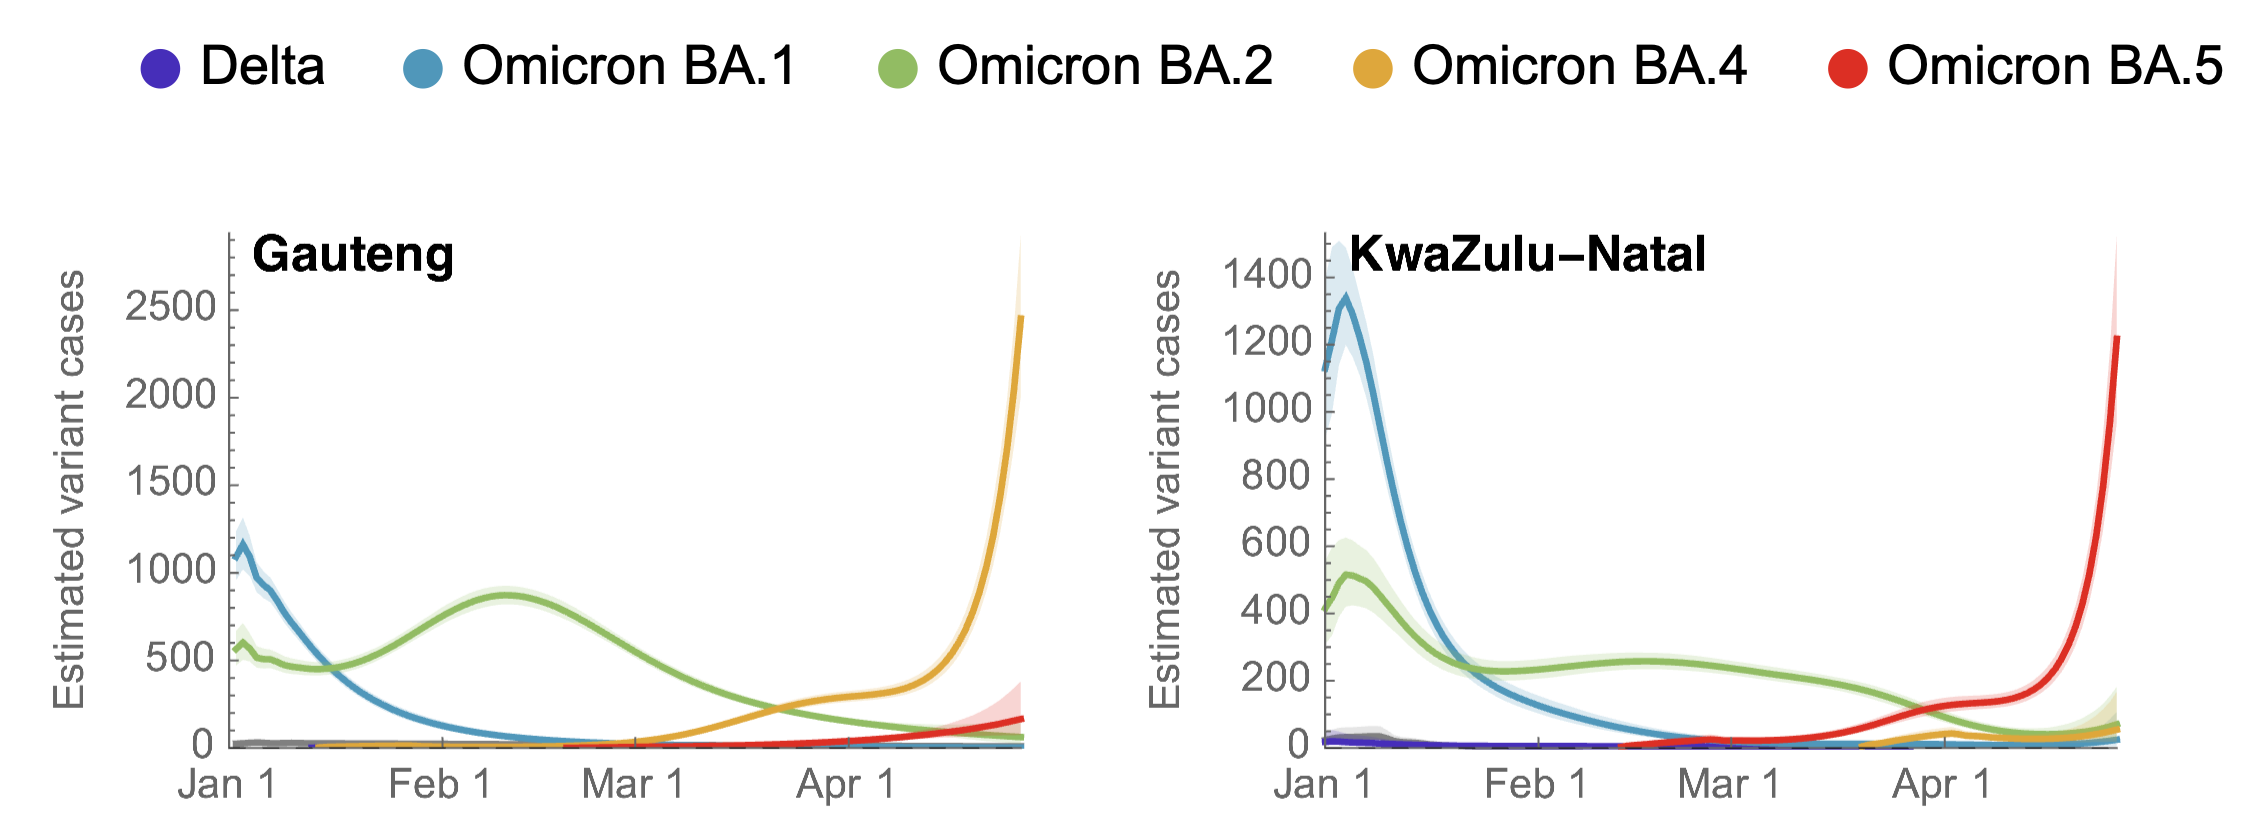 Delta Omicron BA.1 Omicron BA.2 Omicron BA.4 Omicron BA.5
Gauteng
Estimated variant cases
2500
2000
1500
1000
500
0
Jan 1 Feb 1 Mar 1 Apr 1
KwaZulu–Natal
Estimated variant cases
1400
1200
1000
800
600
400
200
0
Jan 1 Feb 1 Mar 1 Apr 1